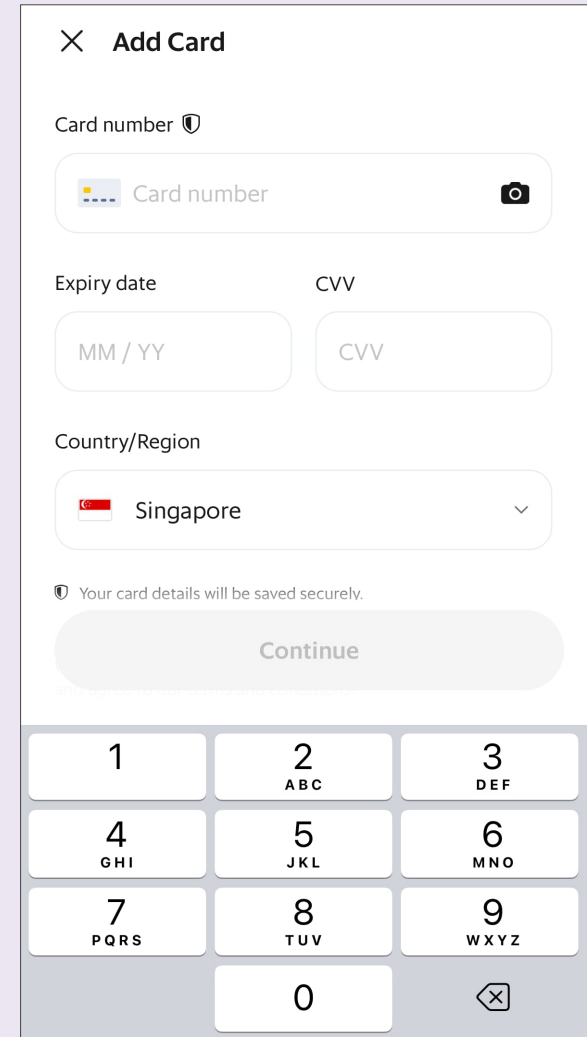 Add Card
Card number
Card number
Expiry date CVV
MM / YY CVV
Country/Region
Singapore
Your card details will be saved securely.
Continue
1 2 3
ABC DEF
4 5 6
GHI JKL MNO
7 8 9
PQRS TUV WXYZ
0